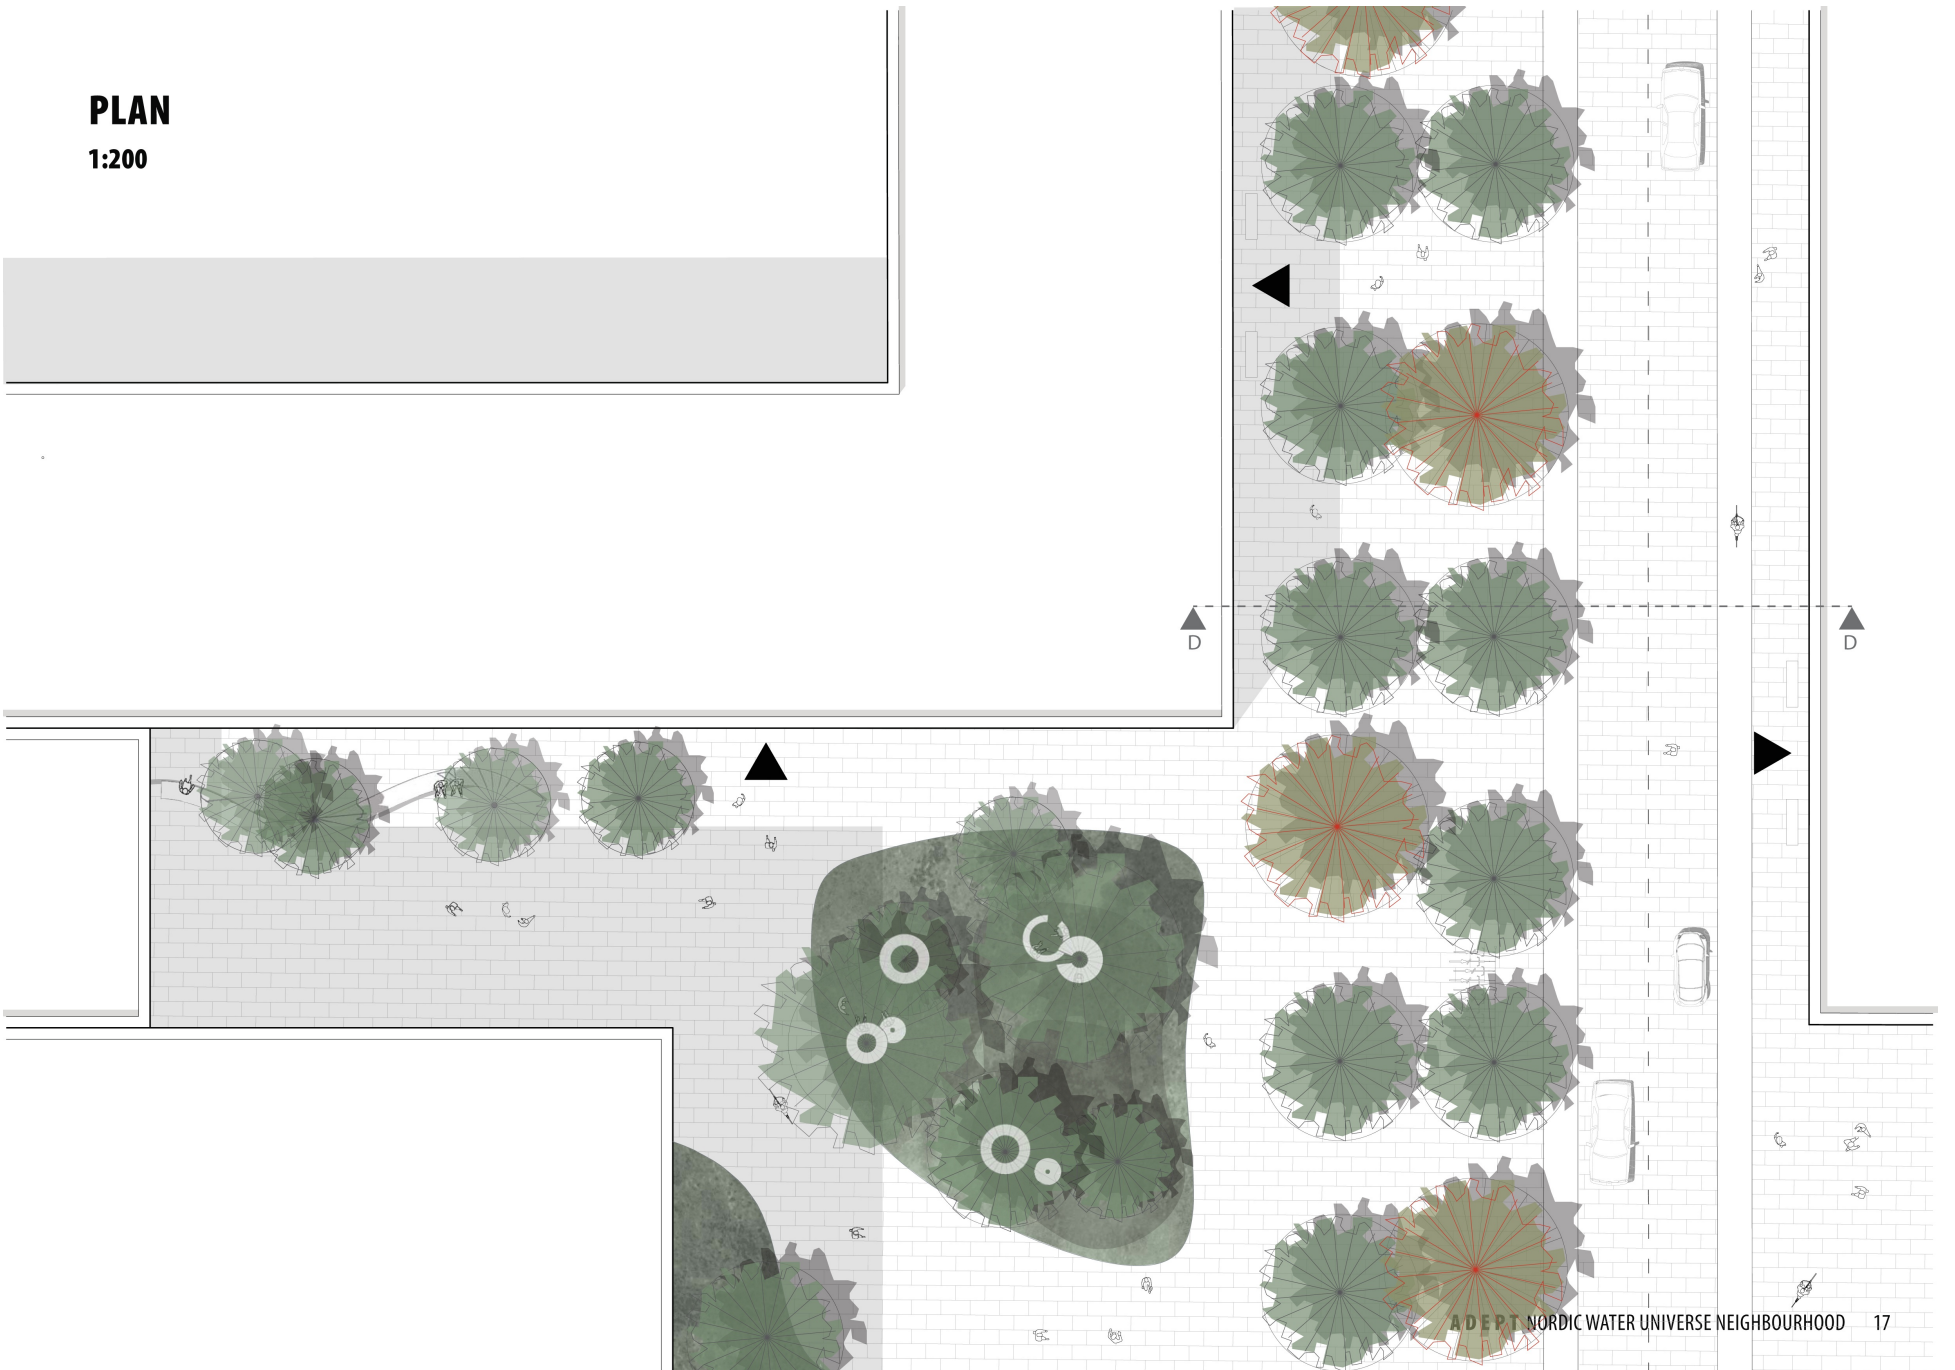 PLAN
1:200
D
D
ADEPT NORDIC WATER UNIVERSE NEIGHBOURHOOD 17